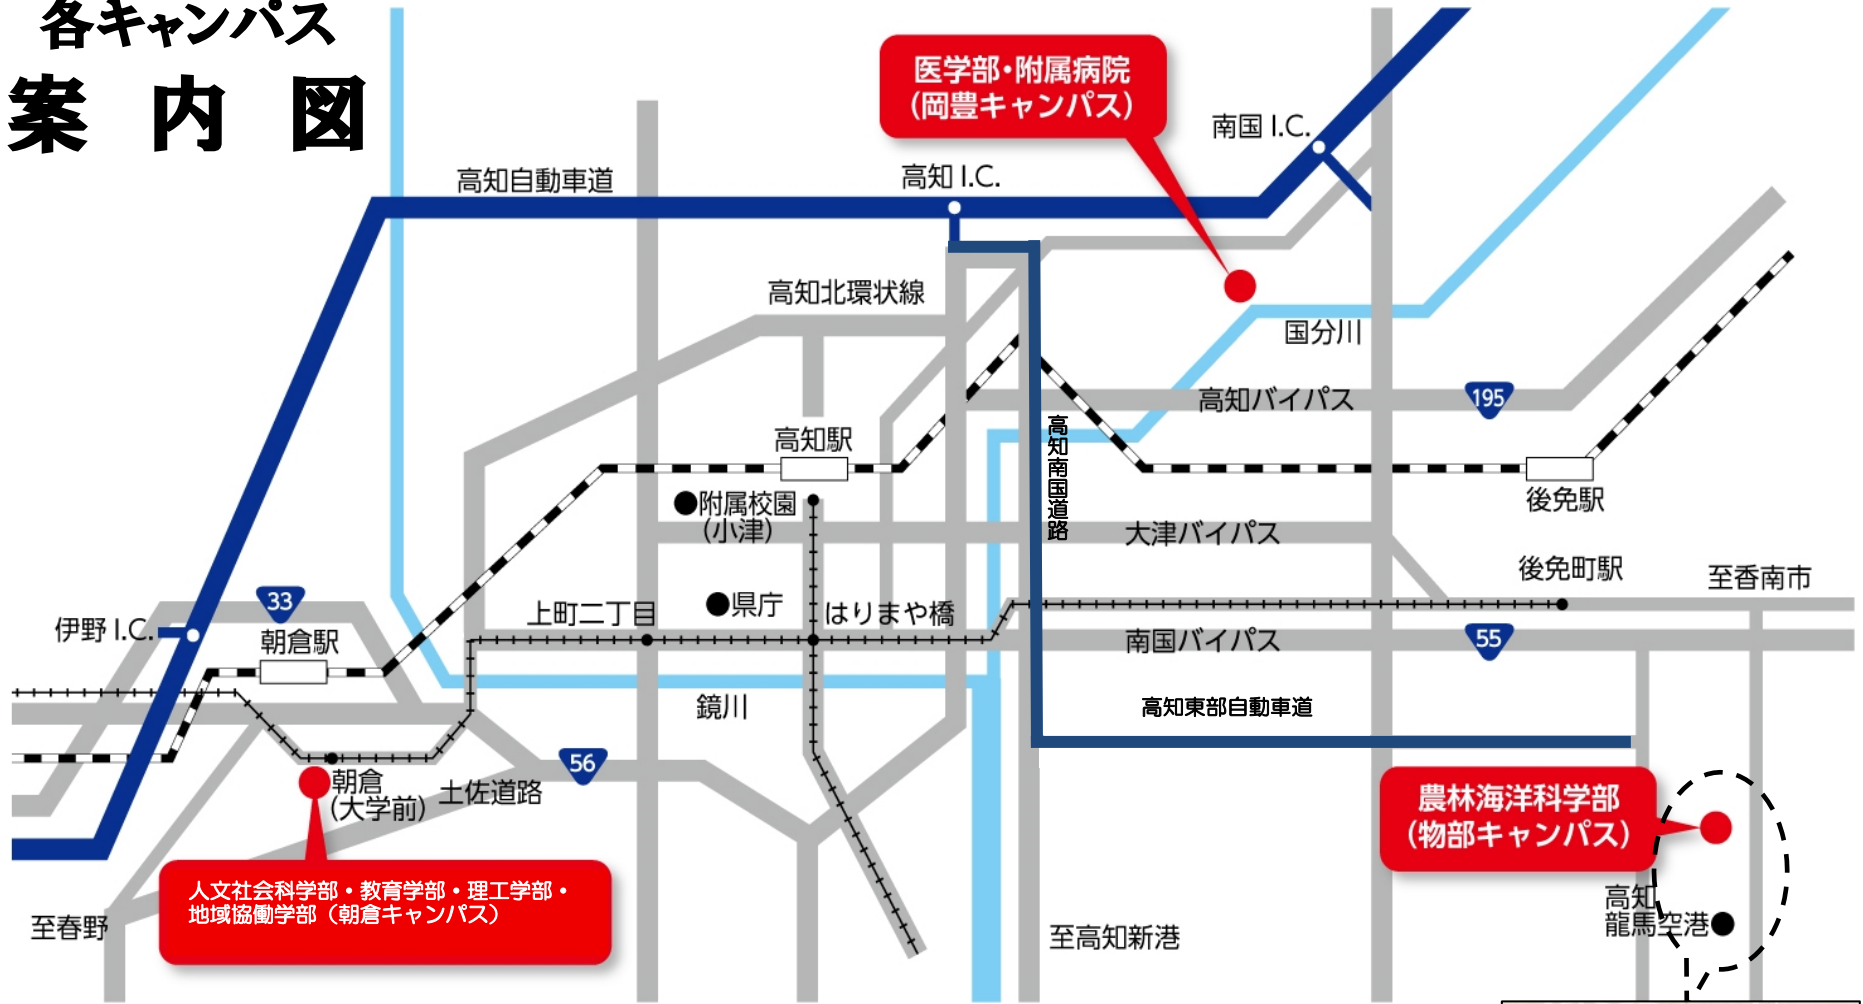 各キャンパス
案内図
医学部・附属病院
(岡豊キャンパス)
南国 I.C.
高知自動車道
高知 I.C.
高知北環状線
国分川
高知バイパス
195
高知駅
高知南国道路
附属校園
(小津)
後免駅
大津バイパス
後免町駅
至香南市
33
県庁
上町二丁目
はりまや橋
伊野 I.C.
朝倉駅
南国バイパス
55
鏡川
高知東部自動車道
56
朝倉
(大学前)
土佐道路
農林海洋科学部
(物部キャンパス)
人文社会科学部・教育学部・理工学部・
地域協働学部（朝倉キャンパス）
高知
龍馬空港
至春野
至高知新港